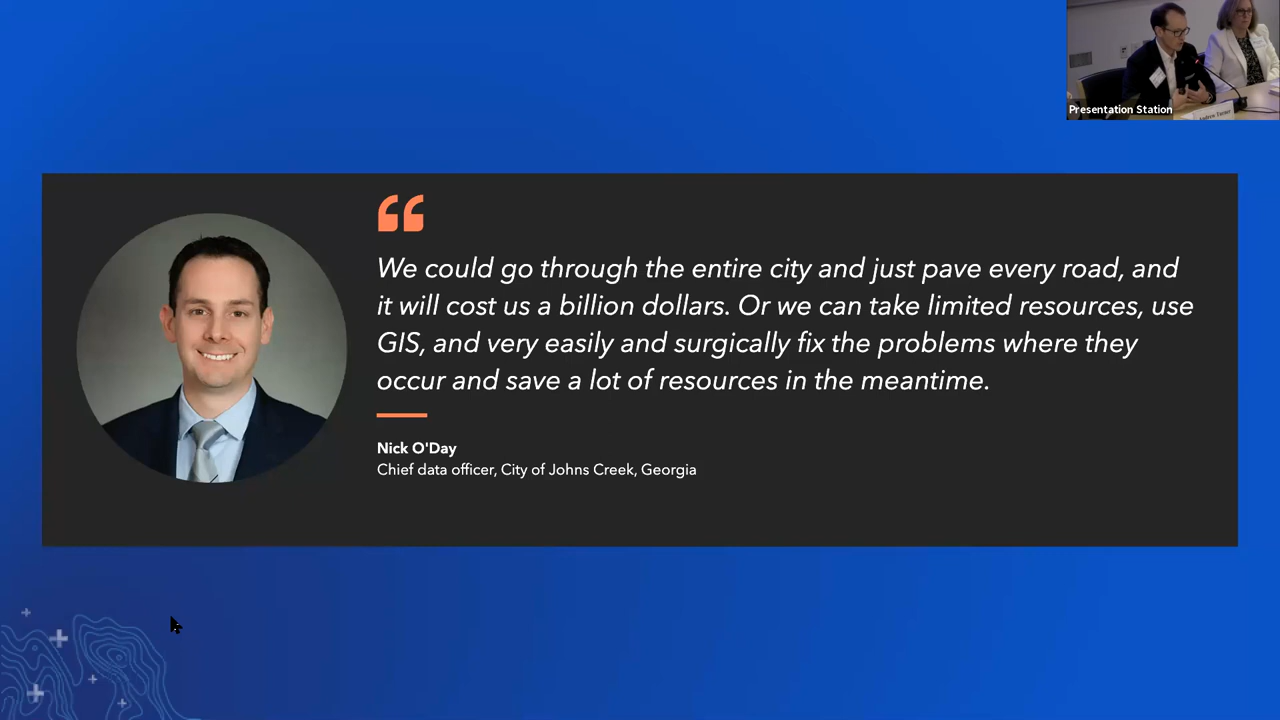 Presentation Station
“
We could go through the entire city and just pave every road, and
it will cost us a billion dollars. Or we can take limited resources, use
GIS, and very easily and surgically fix the problems where they
occur and save a lot of resources in the meantime.
Nick O'Day
Chief data officer, City of Johns Creek, Georgia